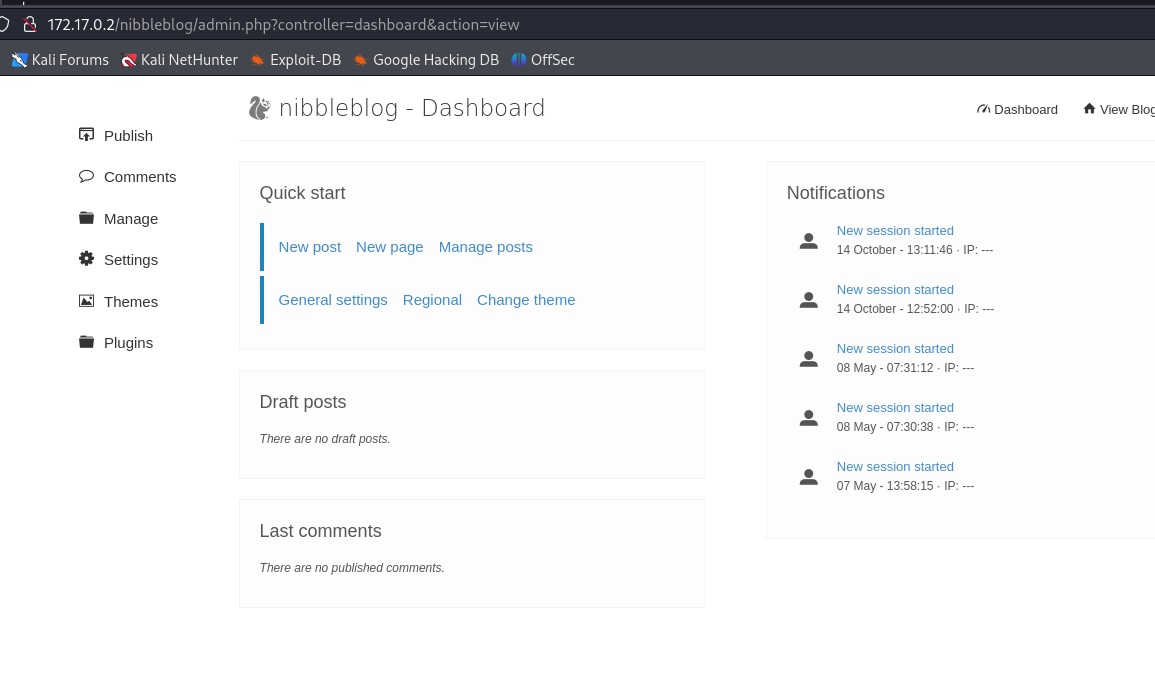 172.17.0.2/nibbleblog/admin.php?controller=dashboard&action=view
Kali Forums Kali NetHunter Exploit-DB Google Hacking DB OffSec
nibbleblog - Dashboard
Dashboard View Blog
Publish
Comments
Manage
Settings
Themes
Plugins
Quick start
New post New page Manage posts
General settings Regional Change theme
Draft posts
There are no draft posts.
Last comments
There are no published comments.
Notifications
New session started
14 October - 13:11:46 · IP: ---
New session started
14 October - 12:52:00 · IP: ---
New session started
08 May - 07:31:12 · IP: ---
New session started
08 May - 07:30:38 · IP: ---
New session started
07 May - 13:58:15 · IP: ---